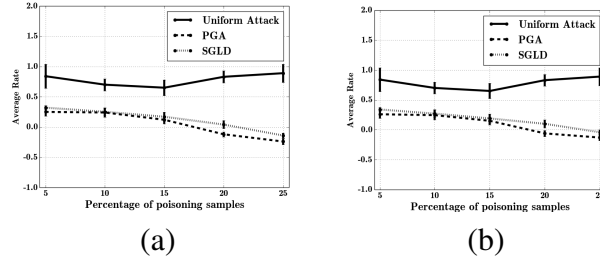 2.0
1.5
1.0
0.5
0.0
-0.5
-1.0
Average Rate
Uniform Attack
PGA
SGLD
5 10 15 20 25
Percentage of poisoning samples
(a)
2.0
1.5
1.0
0.5
0.0
-0.5
-1.0
Average Rate
Uniform Attack
PGA
SGLD
5 10 15 20 25
Percentage of poisoning samples
(b)